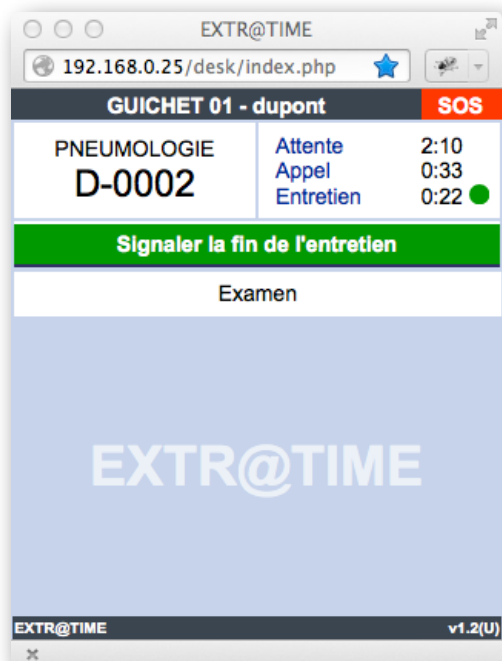 EXTR@TIME
192.168.0.25/desk/index.php
GUICHET 01 - dupont SOS
PNEUMOLOGIE
D-0002
Attente 2:10
Appel 0:33
Entretien 0:22
Signaler la fin de l'entretien
Examen
EXTR@TIME
EXTR@TIME v1.2(U)